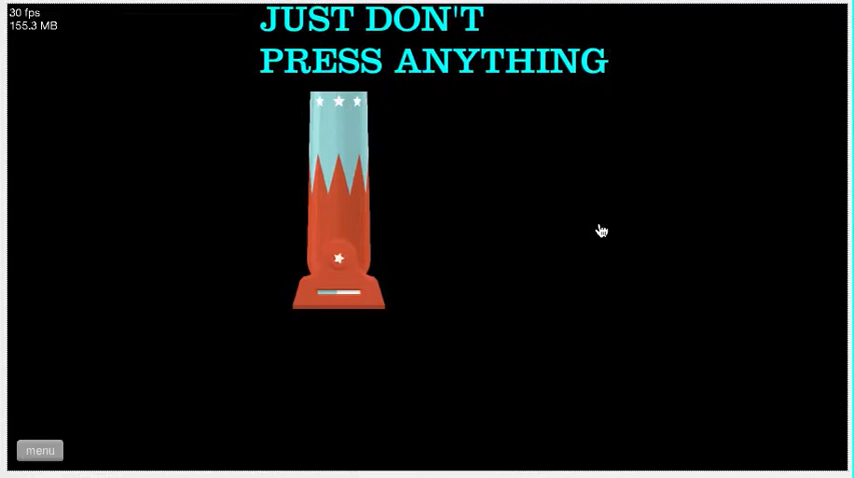 30 fps
155.3 MB
JUST DON'T
PRESS ANYTHING
menu